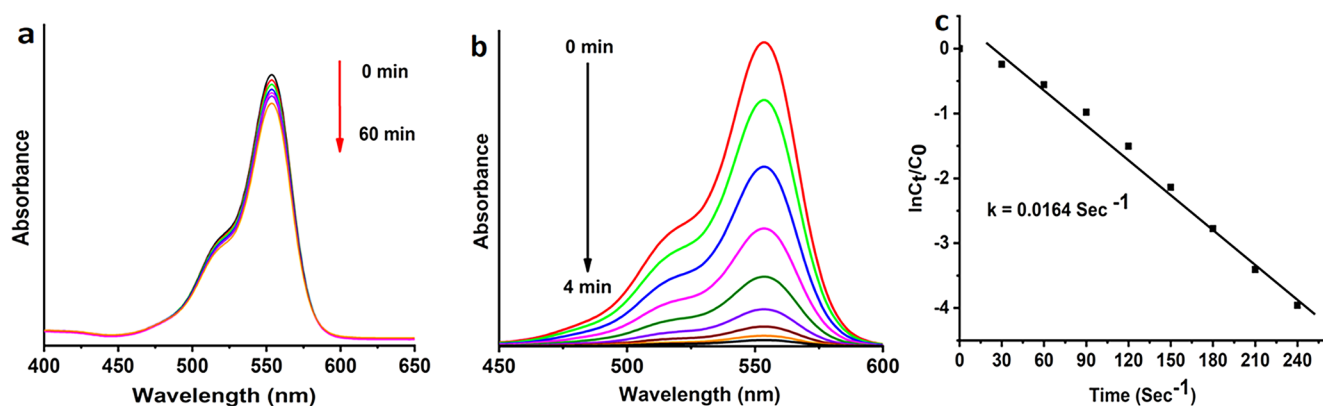 a
0 min
60 min
Absorbance
400 450 500 550 600 650
Wavelength (nm)
b
0 min
4 min
Absorbance
450 500 550 600
Wavelength (nm)
c
lnCt/C0
0
-1
-2
-3
-4
k = 0.0164 Sec -1
0 30 60 90 120 150 180 210 240
Time (Sec-1)